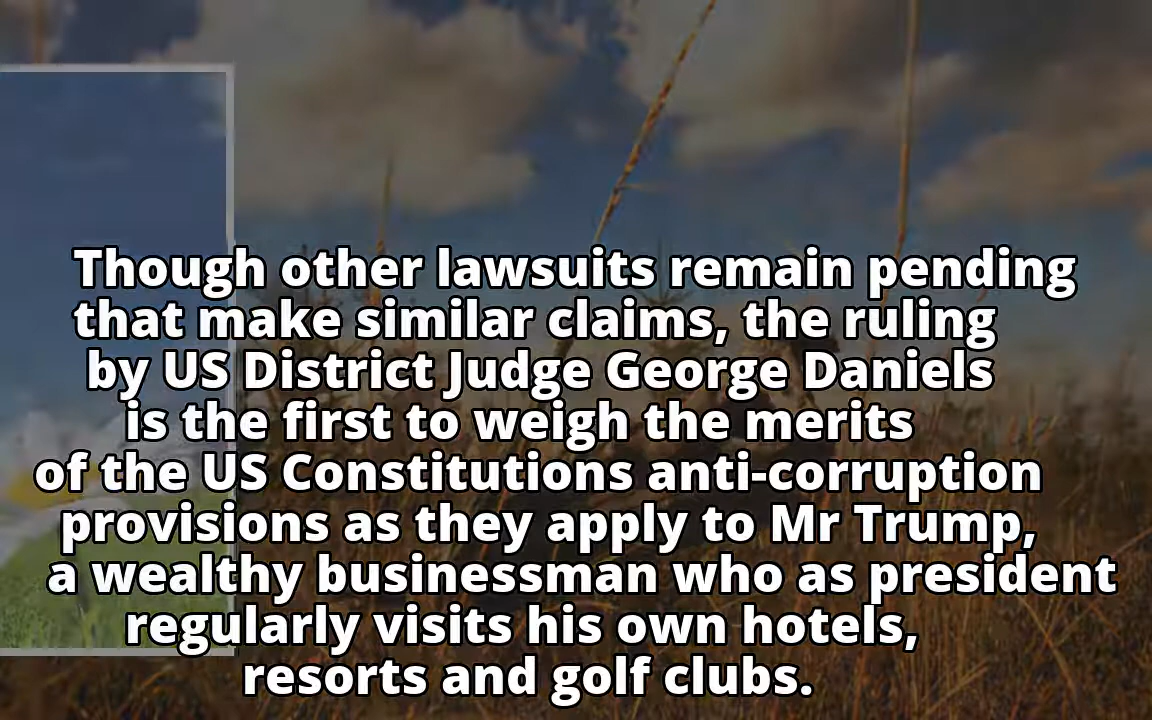 Though other lawsuits remain pending
that make similar claims, the ruling
by US District Judge George Daniels
is the first to weigh the merits
of the US Constitutions anti-corruption
provisions as they apply to Mr Trump,
a wealthy businessman who as president
regularly visits his own hotels,
resorts and golf clubs.